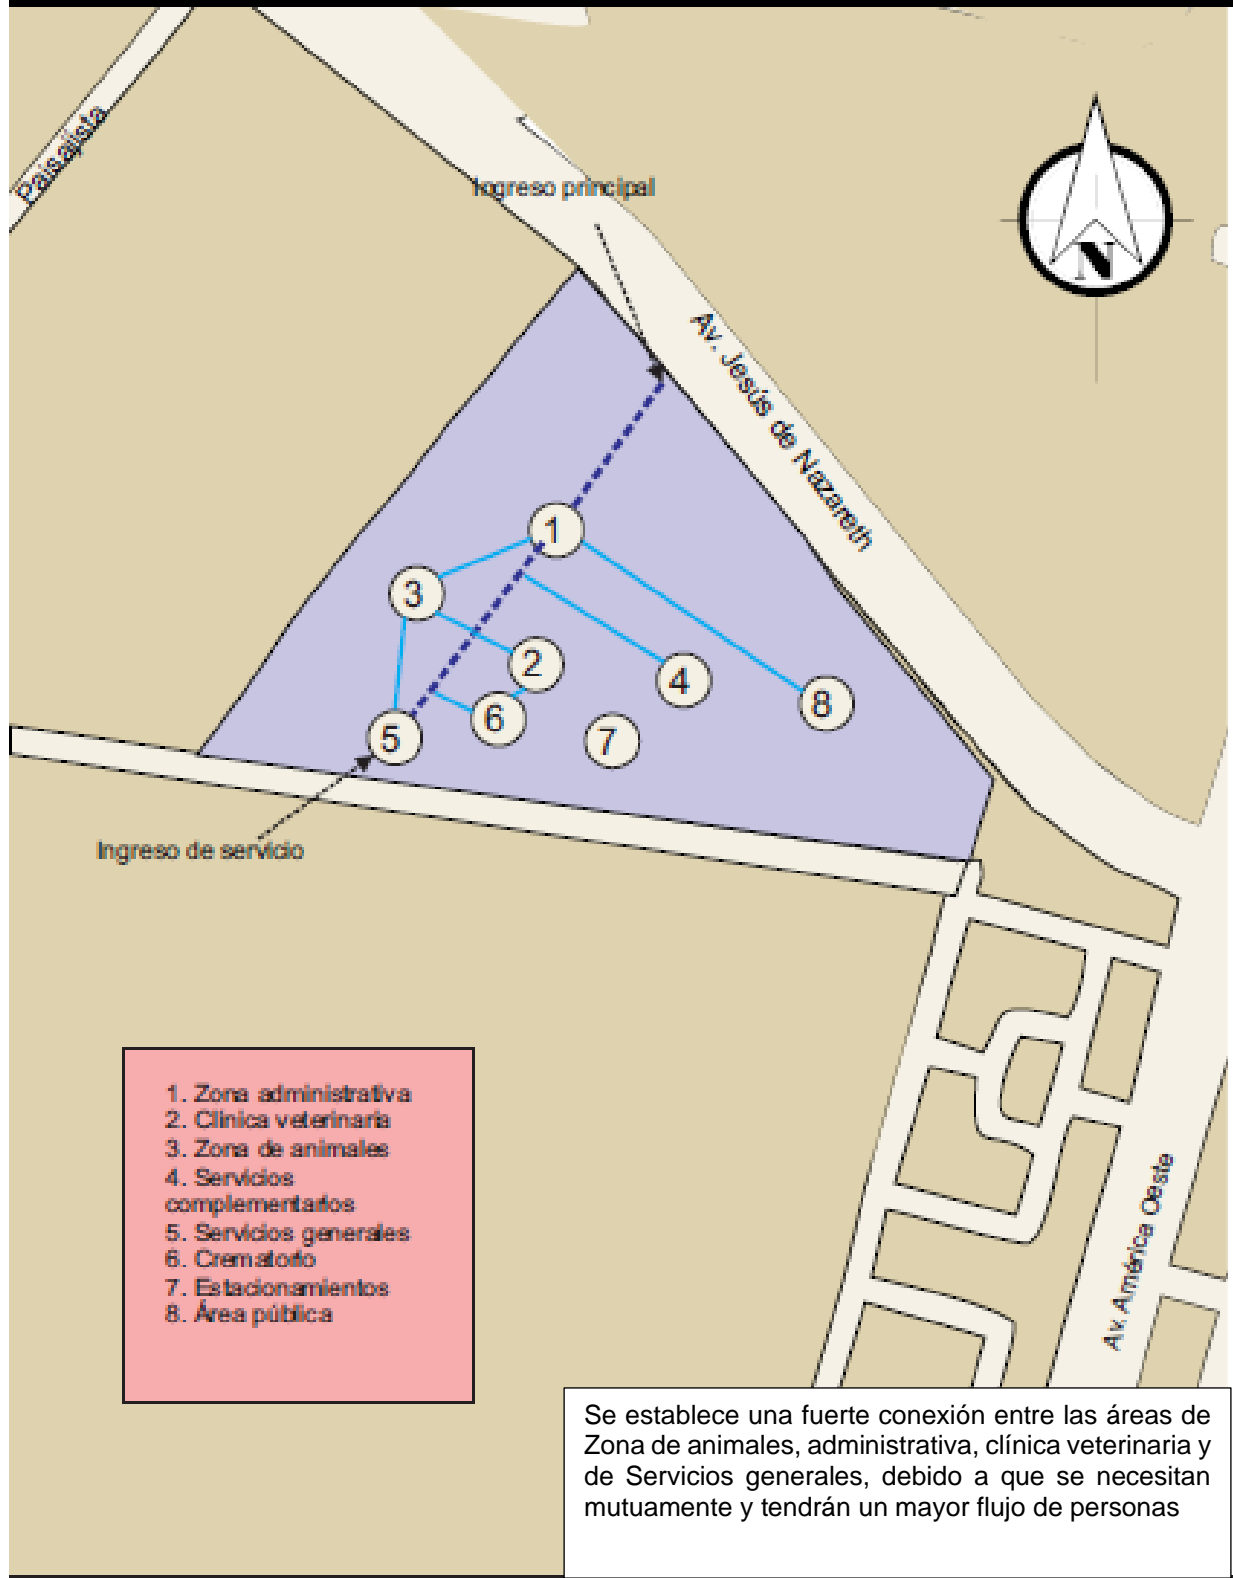 Paisajista
Ingreso principal
N
Av. Jesús de Nazareth
1
3
2
4
8
6
7
5
Ingreso de servicio
1. Zona administrativa
2. Clínica veterinaria
3. Zona de animales
4. Servicios
complementarios
5. Servicios generales
6. Crematorio
7. Estacionamientos
8. Área pública
Av. América Oeste
Se establece una fuerte conexión entre las áreas de
Zona de animales, administrativa, clínica veterinaria y
de Servicios generales, debido a que se necesitan
mutuamente y tendrán un mayor flujo de personas